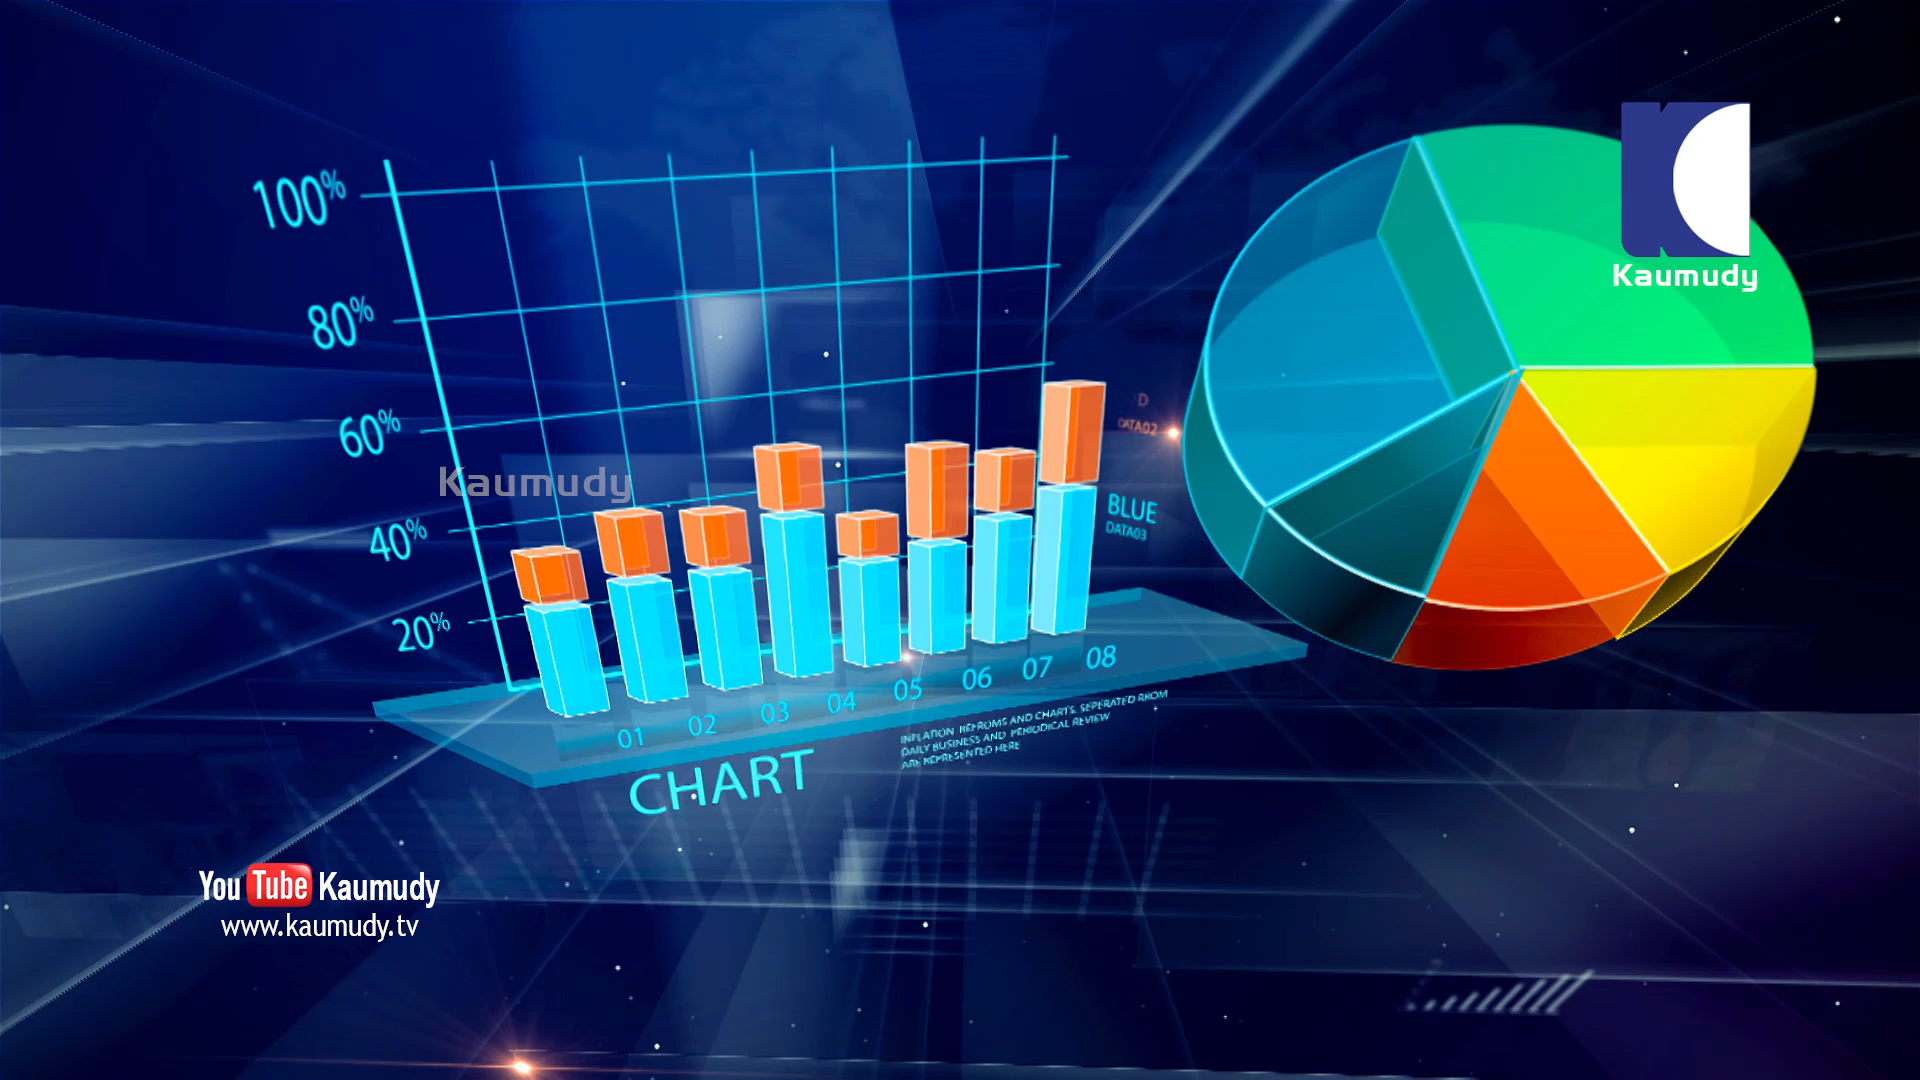 100%
80%
60%
40%
20%
Kaumudy
Kaumudy
D
DATA02
BLUE
DATA03
01 02 03 04 05 06 07 08
CHART
INFLATION REFROMS AND CHARTS, SEPERATED RROM
DAILY BUSINESS AND PERIODICAL REVIEW
ARE REPRESENTED HERE
You Tube Kaumudy
www.kaumudy.tv